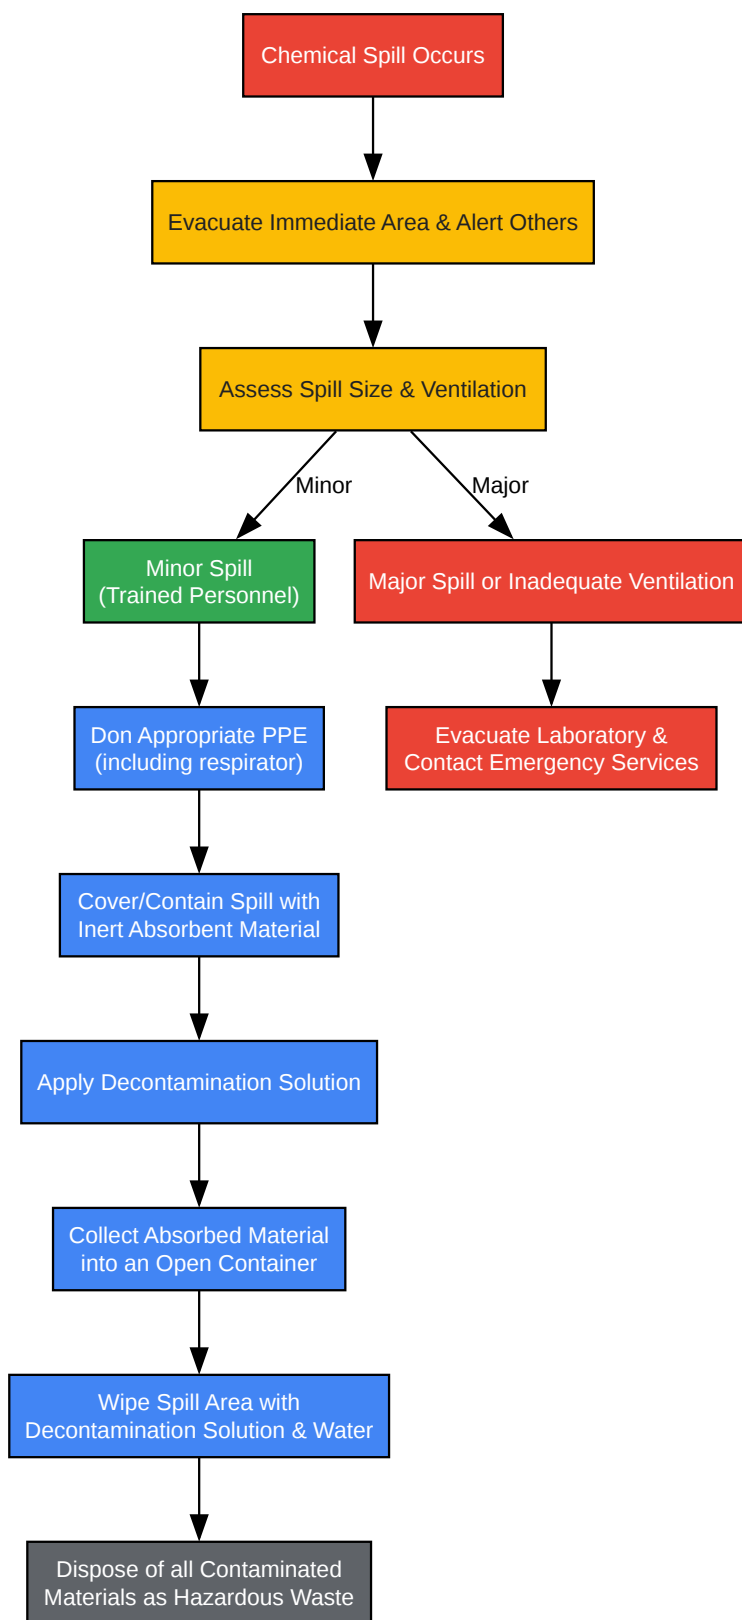 Chemical Spill Occurs
Evacuate Immediate Area & Alert Others
Assess Spill Size & Ventilation
Minor
Major
Minor Spill
(Trained Personnel)
Major Spill or Inadequate Ventilation
Don Appropriate PPE
(including respirator)
Evacuate Laboratory &
Contact Emergency Services
Cover/Contain Spill with
Inert Absorbent Material
Apply Decontamination Solution
Collect Absorbed Material
into an Open Container
Wipe Spill Area with
Decontamination Solution & Water
Dispose of all Contaminated
Materials as Hazardous Waste